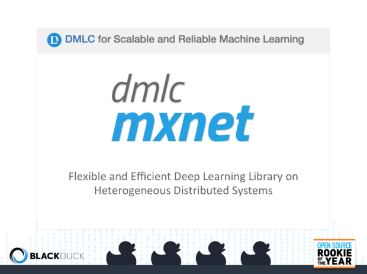 DMLC for Scalable and Reliable Machine Learning
dmlc
mxnet
Flexible and Efficient Deep Learning Library on
Heterogeneous Distributed Systems
BLACKDUCK
OPEN SOURCE
ROOKIE
OF THE YEAR